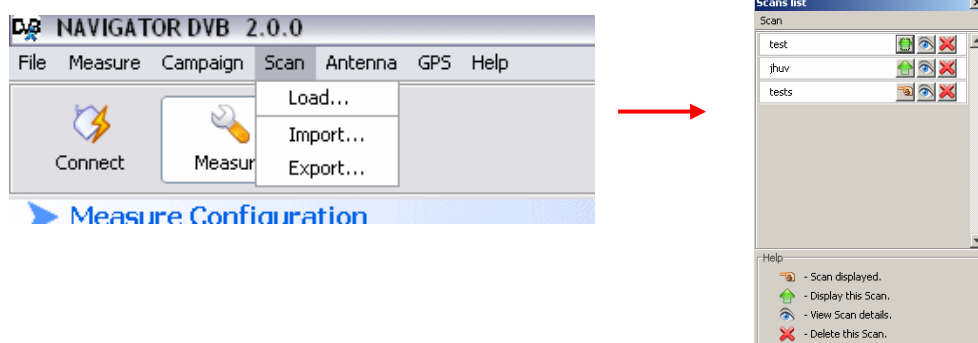 NAVIGATOR DVB 2.0.0
File Measure Campaign Scan Antenna GPS Help
Load...
Import...
Export...
Connect
Measur
Measure Configuration
Scans list
Scan
test
jhuv
tests
Help
- Scan displayed.
- Display this Scan.
- View Scan details.
- Delete this Scan.